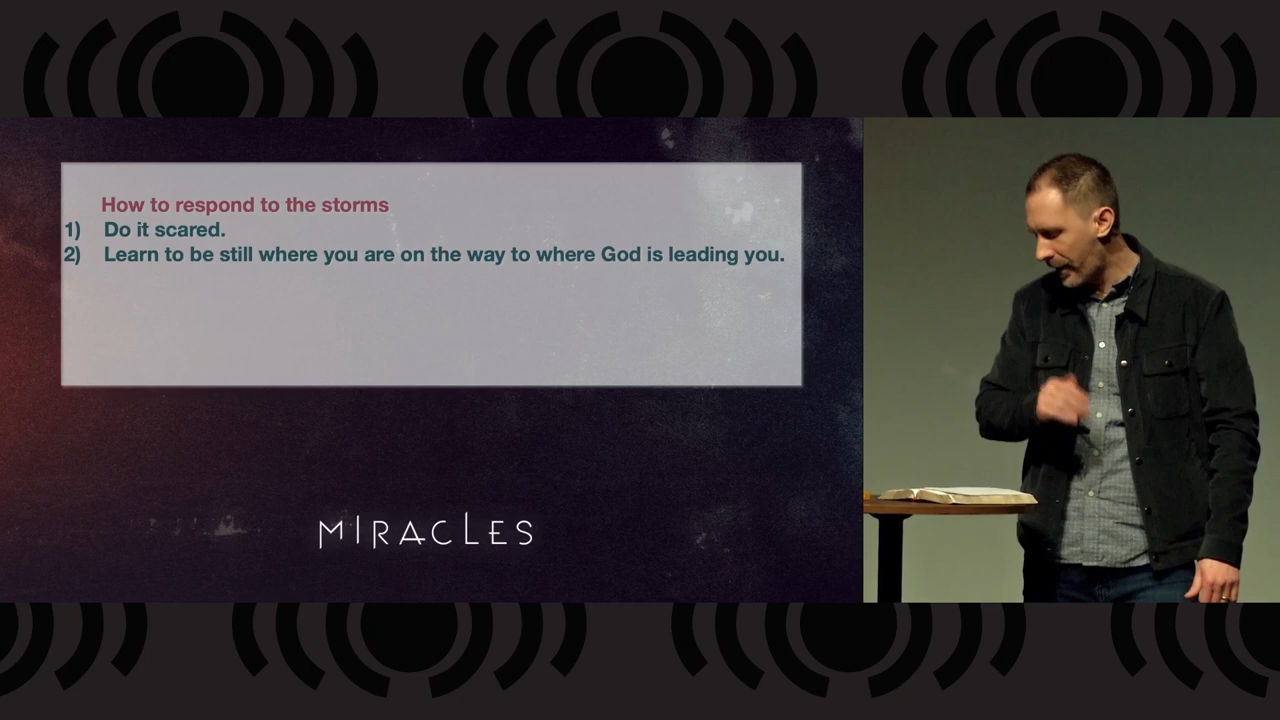 How to respond to the storms
1) Do it scared.
2) Learn to be still where you are on the way to where God is leading you.
MIRACLES